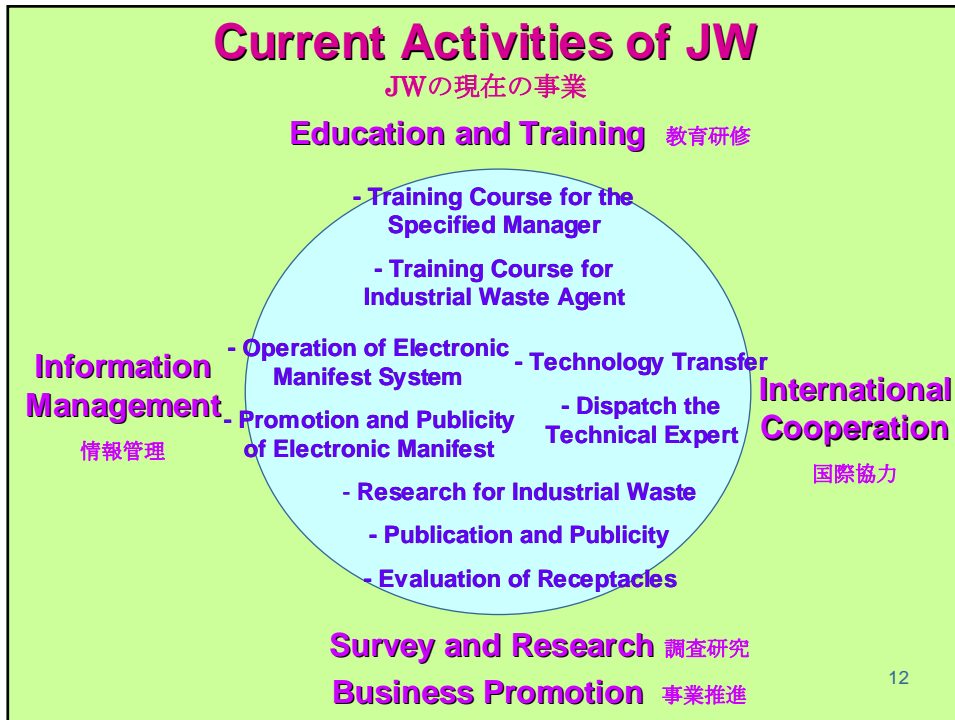 Current Activities of JW
JWの現在の事業
Education and Training 教育研修
- Training Course for the
Specified Manager
- Training Course for
Industrial Waste Agent
Information
Management
情報管理
- Operation of Electronic
Manifest System
- Promotion and Publicity
of Electronic Manifest
- Technology Transfer
- Dispatch the
Technical Expert
International
Cooperation
国際協力
- Research for Industrial Waste
- Publication and Publicity
- Evaluation of Receptacles
Survey and Research 調査研究
Business Promotion 事業推進
12